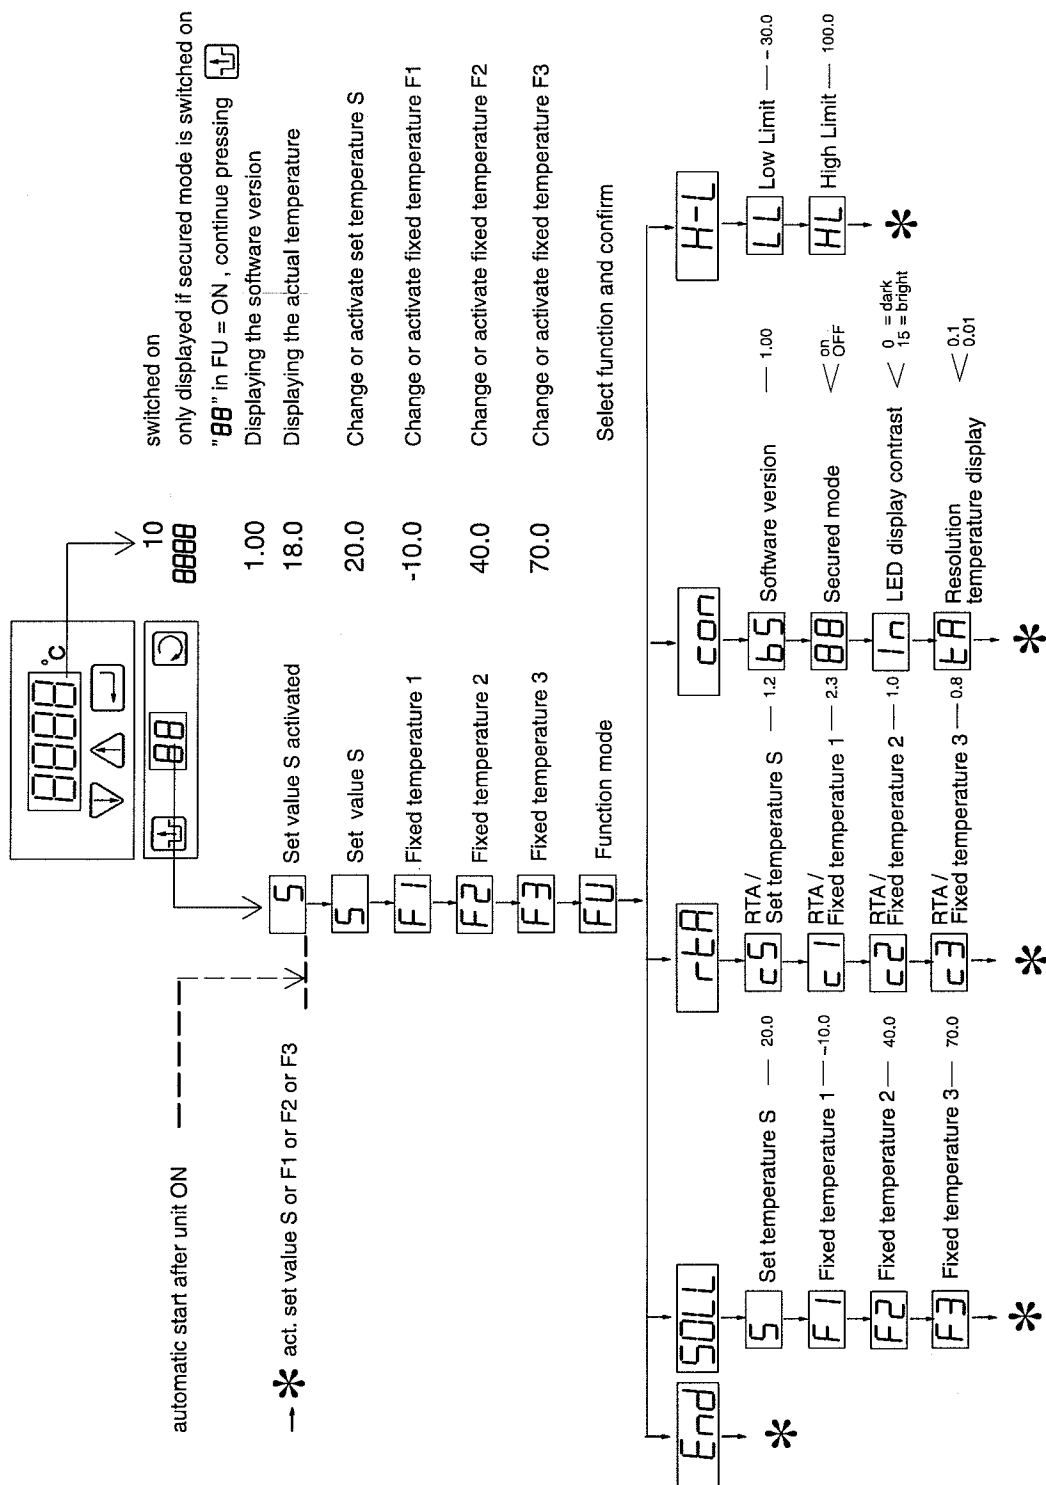 °C
88
10 switched on
8888 only displayed if secured mode is switched on
"88" in FU = ON , continue pressing
1.00 Displaying the software version
automatic start after unit ON
S Set value S activated 18.0 Displaying the actual temperature
act. set value S or F1 or F2 or F3
S Set value S 20.0 Change or activate set temperature S
F1 Fixed temperature 1 -10.0 Change or activate fixed temperature F1
F2 Fixed temperature 2 40.0 Change or activate fixed temperature F2
F3 Fixed temperature 3 70.0 Change or activate fixed temperature F3
FU Function mode Select function and confirm
End
SOLL
S Set temperature S — 20.0
F1 Fixed temperature 1 — -10.0
F2 Fixed temperature 2 — 40.0
F3 Fixed temperature 3 — 70.0
rtA
cS RTA/
Set temperature S — 1.2
c1 RTA/
Fixed temperature 1 — 2.3
c2 RTA/
Fixed temperature 2 — 1.0
c3 RTA/
Fixed temperature 3 — 0.8
con
bS Software version — 1.00
88 Secured mode < on
OFF
In LED display contrast < 0 = dark
15 = bright
tA Resolution
temperature display < 0.1
0.01
H-L
LL Low Limit — - 30.0
HL High Limit — 100.0